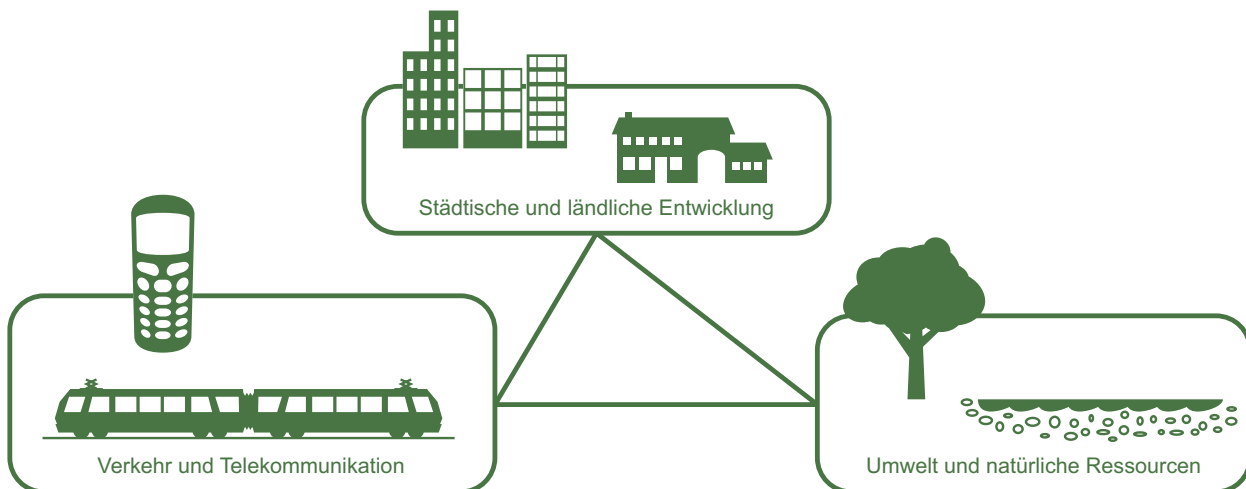 Städtische und ländliche Entwicklung
Verkehr und Telekommunikation
Umwelt und natürliche Ressourcen